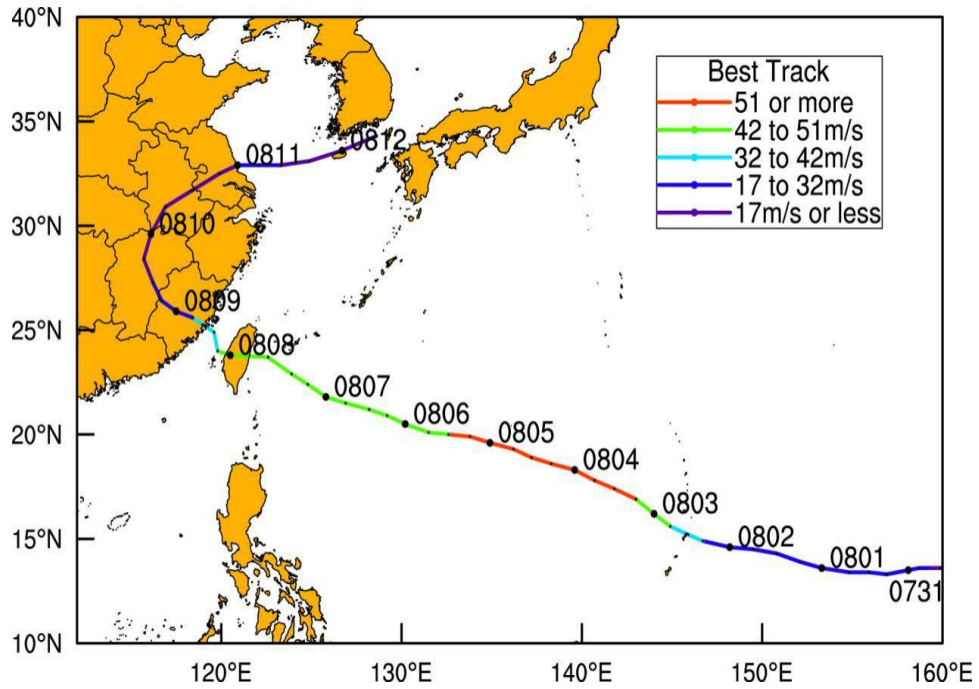 40°N
35°N
30°N
25°N
20°N
15°N
10°N
120°E
130°E
140°E
150°E
160°E
Best Track
51 or more
42 to 51m/s
32 to 42m/s
17 to 32m/s
17m/s or less
0812
0811
0810
0809
0808
0807
0806
0805
0804
0803
0802
0801
0731